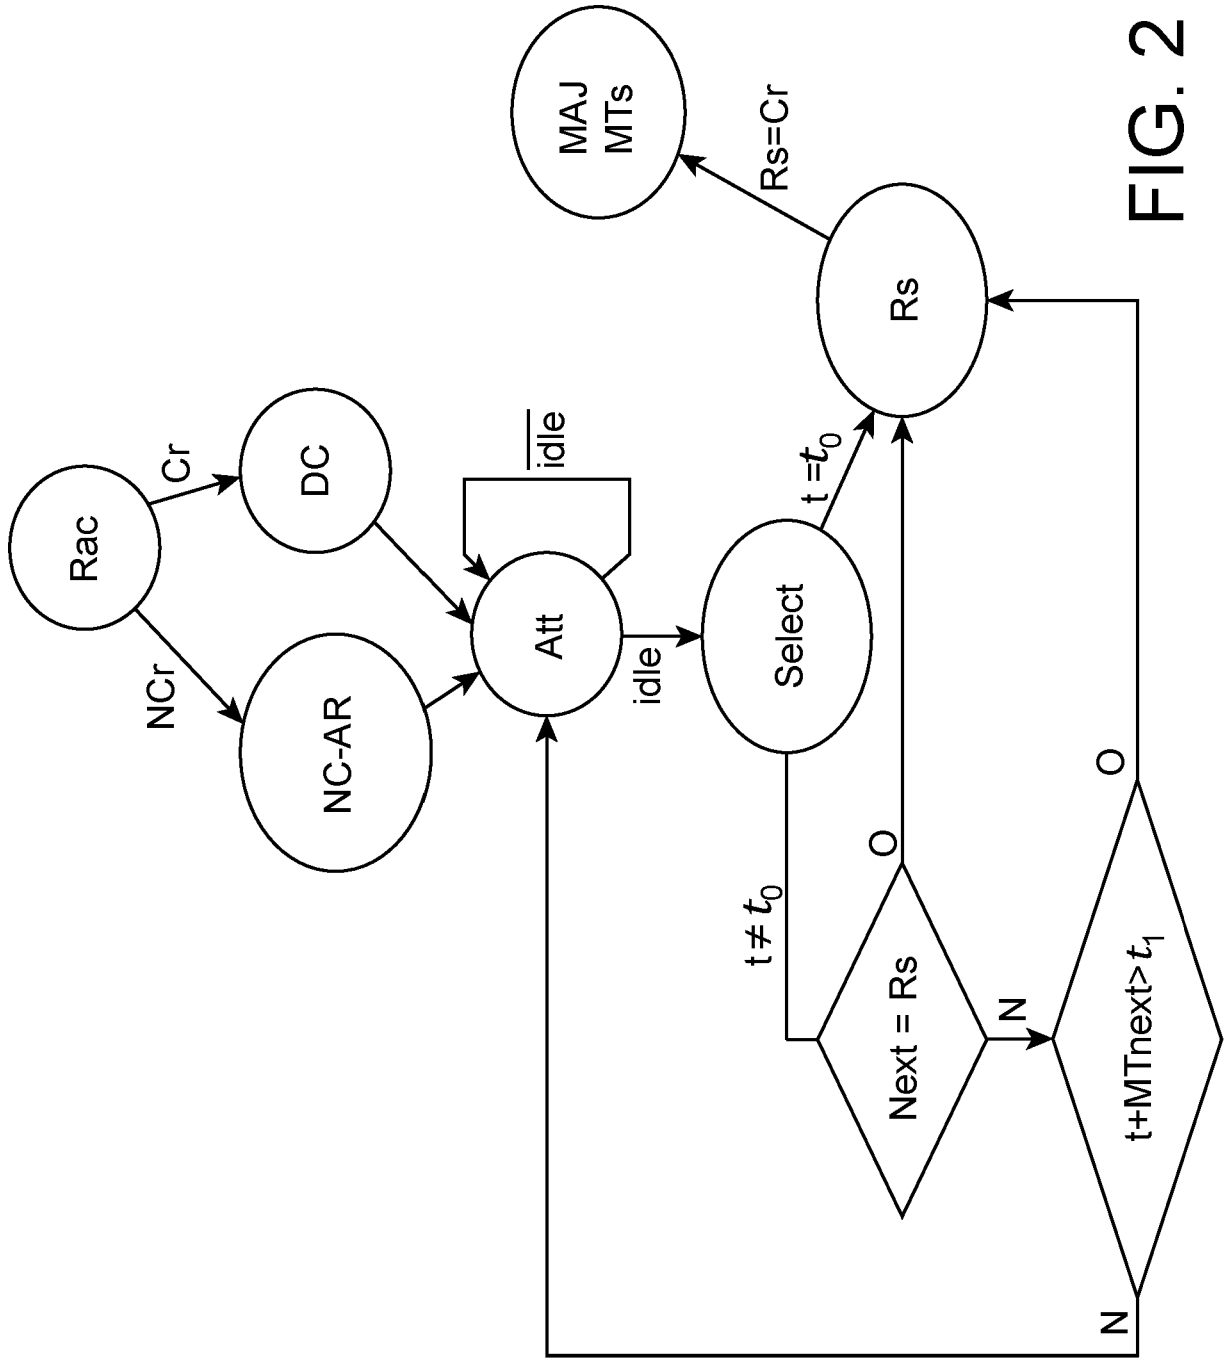 Rac
NCr
Cr
NC-AR
DC
Att
i̅d̅l̅e̅
idle
Select
t≠t₀
t=t₀
Next = Rs
O
N
Rs
Rs=Cr
MAJ
MTs
t+MTnext>t₁
N
O
FIG. 2